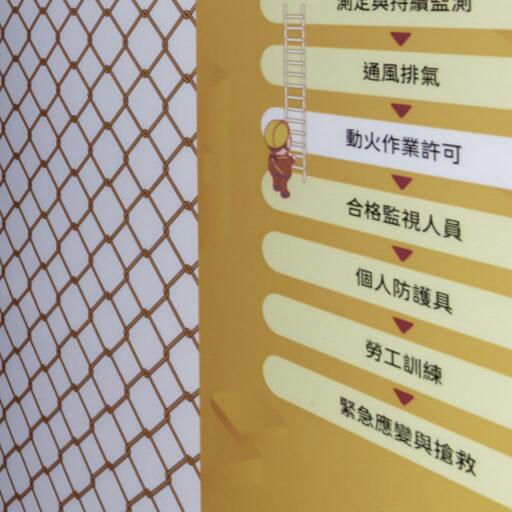 測定與持續監測
通風排氣
動火作業許可
合格監視人員
個人防護具
勞工訓練
緊急應變與搶救